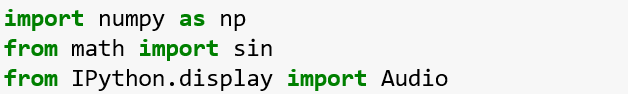 import numpy as np
from math import sin
from IPython.display import Audio